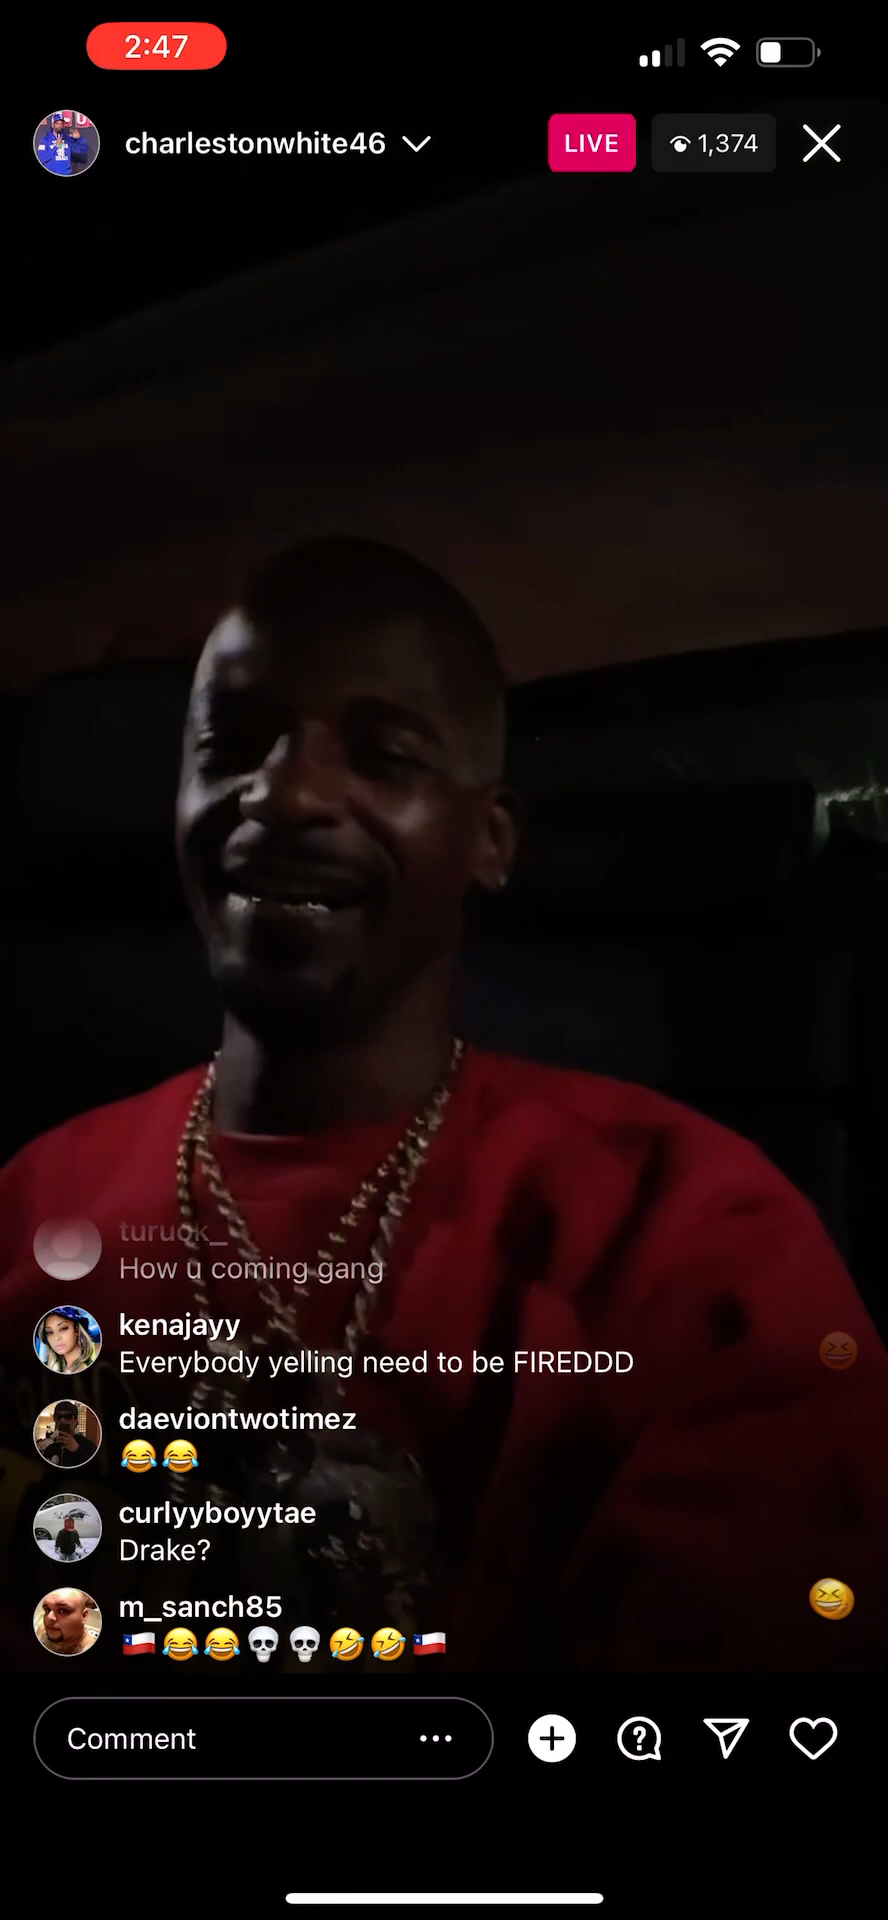 2:47
charlestonwhite46
LIVE
1,374
turuok_
How u coming gang
kenajayy
Everybody yelling need to be FIREDDD
daeviontwotimez
😂😂
curlyyboyytae
Drake?
m_sanch85
🇨🇱😂😂💀💀🤣🤣🇨🇱
Comment